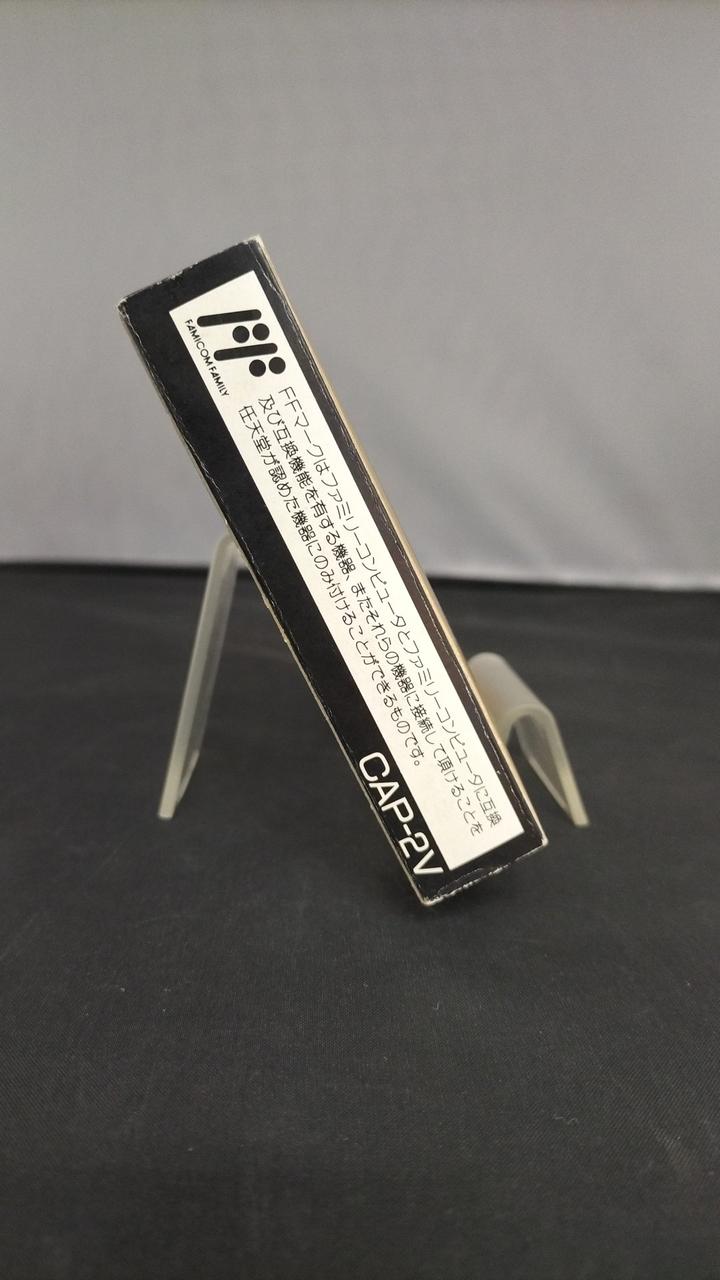 FF
FAMICOM FAMILY
FFマークはファミリーコンピュータとファミリーコンピュータに互換
及び互換機能を有する機器、またそれらの機器に接続して頂けることを
任天堂が認めた機器にのみ付けることができるものです。
CAP-2V